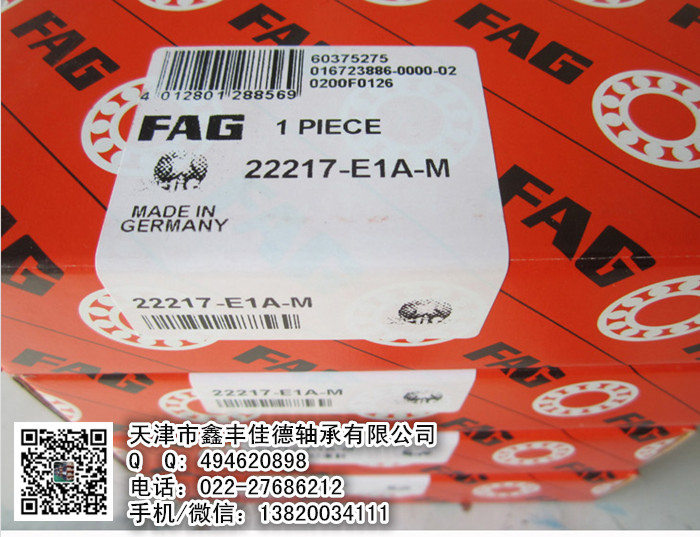 FAG
60375275
016723886-0000-02
0200F0126
4 012801 288569
FAG 1 PIECE
22217-E1A-M
MADE IN
GERMANY
FAG
22217-E1A-M
FAG
FAG
22217-E1A-M
天津市鑫丰佳德轴承有限公司
Q Q: 494620898
电话: 022-27686212
手机/微信: 13820034111